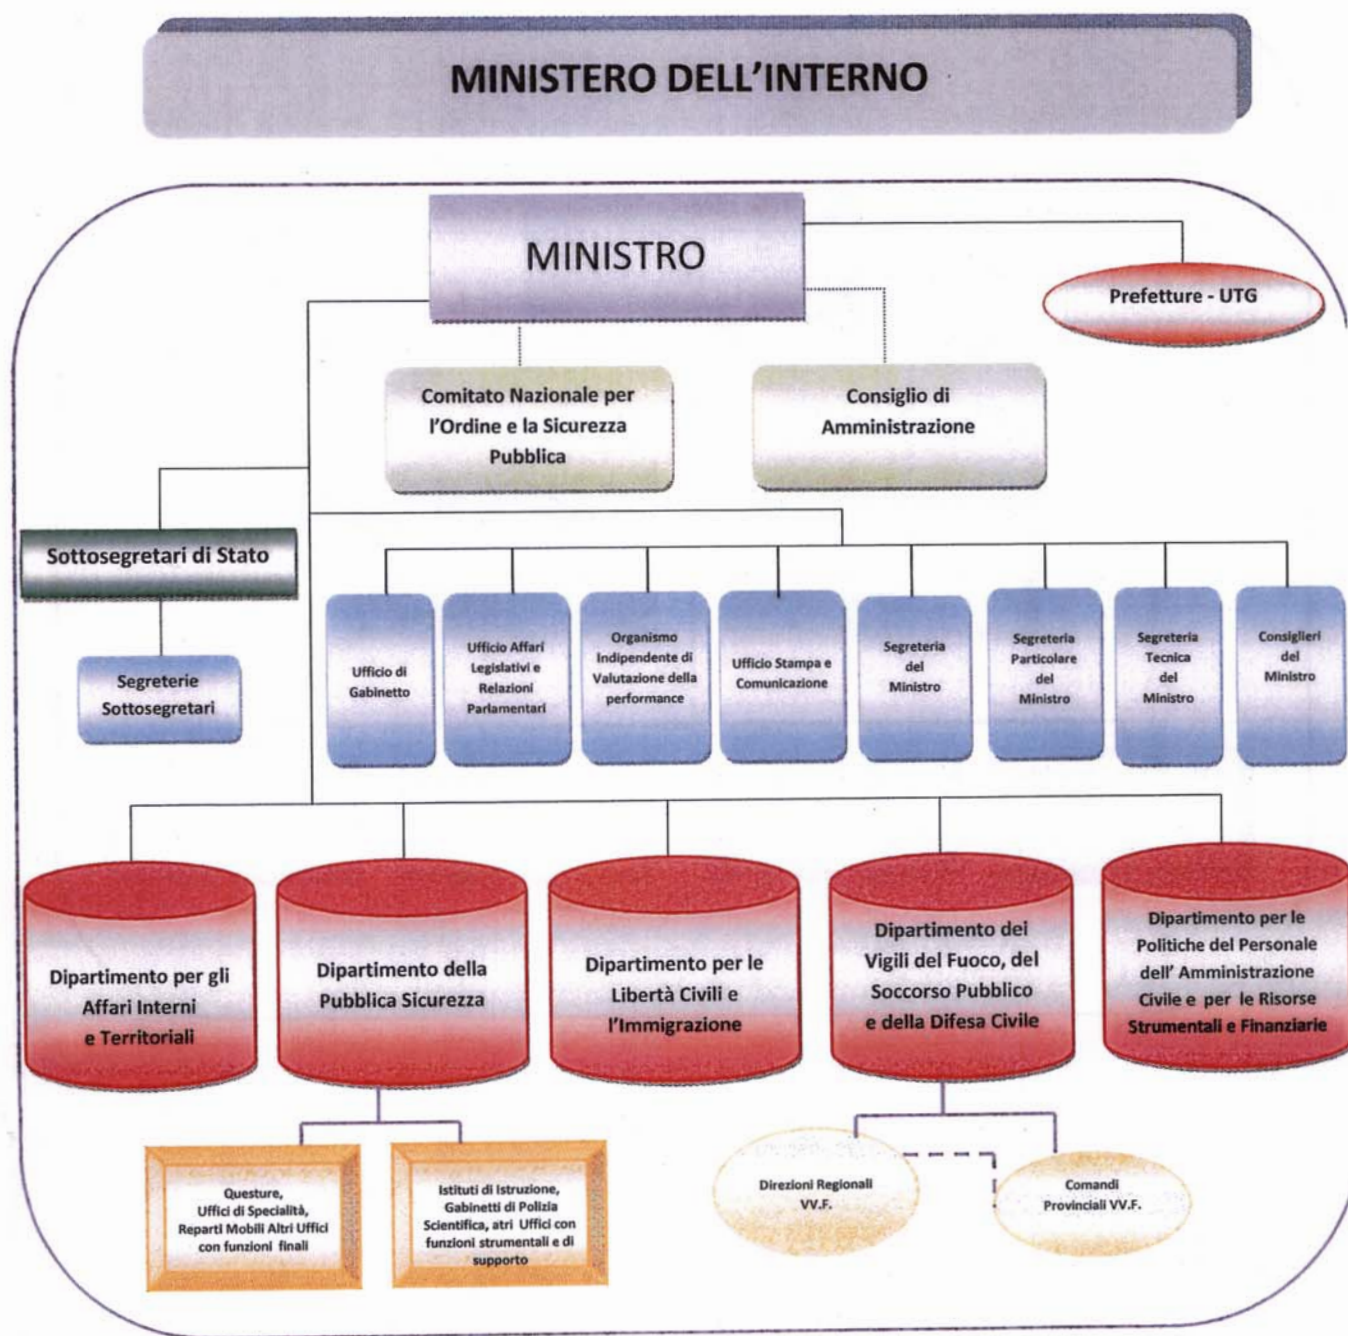 MINISTERO DELL'INTERNO
MINISTRO
Prefetture - UTG
Comitato Nazionale per
l'Ordine e la Sicurezza
Pubblica
Consiglio di
Amministrazione
Sottosegretari di Stato
Segreterie
Sottosegretari
Ufficio di
Gabinetto
Ufficio Affari
Legislativi e
Relazioni
Parlamentari
Organismo
Indipendente di
Valutazione della
performance
Ufficio Stampa e
Comunicazione
Segreteria
del
Ministro
Segreteria
Particolare
del
Ministro
Segreteria
Tecnica
del
Ministro
Consiglieri
del
Ministro
Dipartimento per gli
Affari Interni
e Territoriali
Dipartimento della
Pubblica Sicurezza
Dipartimento per le
Libertà Civili e
l'Immigrazione
Dipartimento dei
Vigili del Fuoco, del
Soccorso Pubblico
e della Difesa Civile
Dipartimento per le
Politiche del Personale
dell' Amministrazione
Civile e per le Risorse
Strumentali e Finanziarie
Questure,
Uffici di Specialità,
Reparti Mobili Altri Uffici
con funzioni finali
Istituti di Istruzione,
Gabinetti di Polizia
Scientifica, atri Uffici con
funzioni strumentali e di
supporto
Direzioni Regionali
VV.F.
Comandi
Provinciali VV.F.